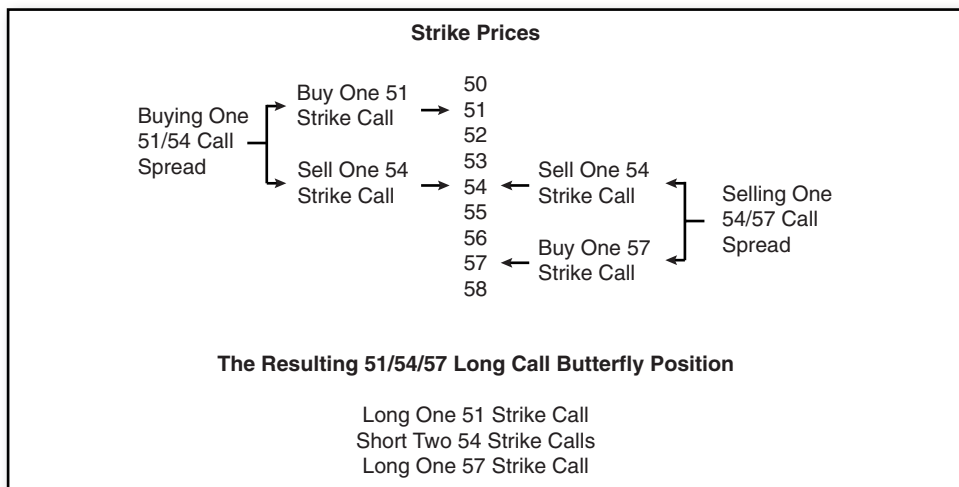 Strike Prices
Buying One
51/54 Call
Spread
Buy One 51
Strike Call
Sell One 54
Strike Call
50
51
52
53
54
55
56
57
58
Sell One 54
Strike Call
Buy One 57
Strike Call
Selling One
54/57 Call
Spread
The Resulting 51/54/57 Long Call Butterfly Position
Long One 51 Strike Call
Short Two 54 Strike Calls
Long One 57 Strike Call